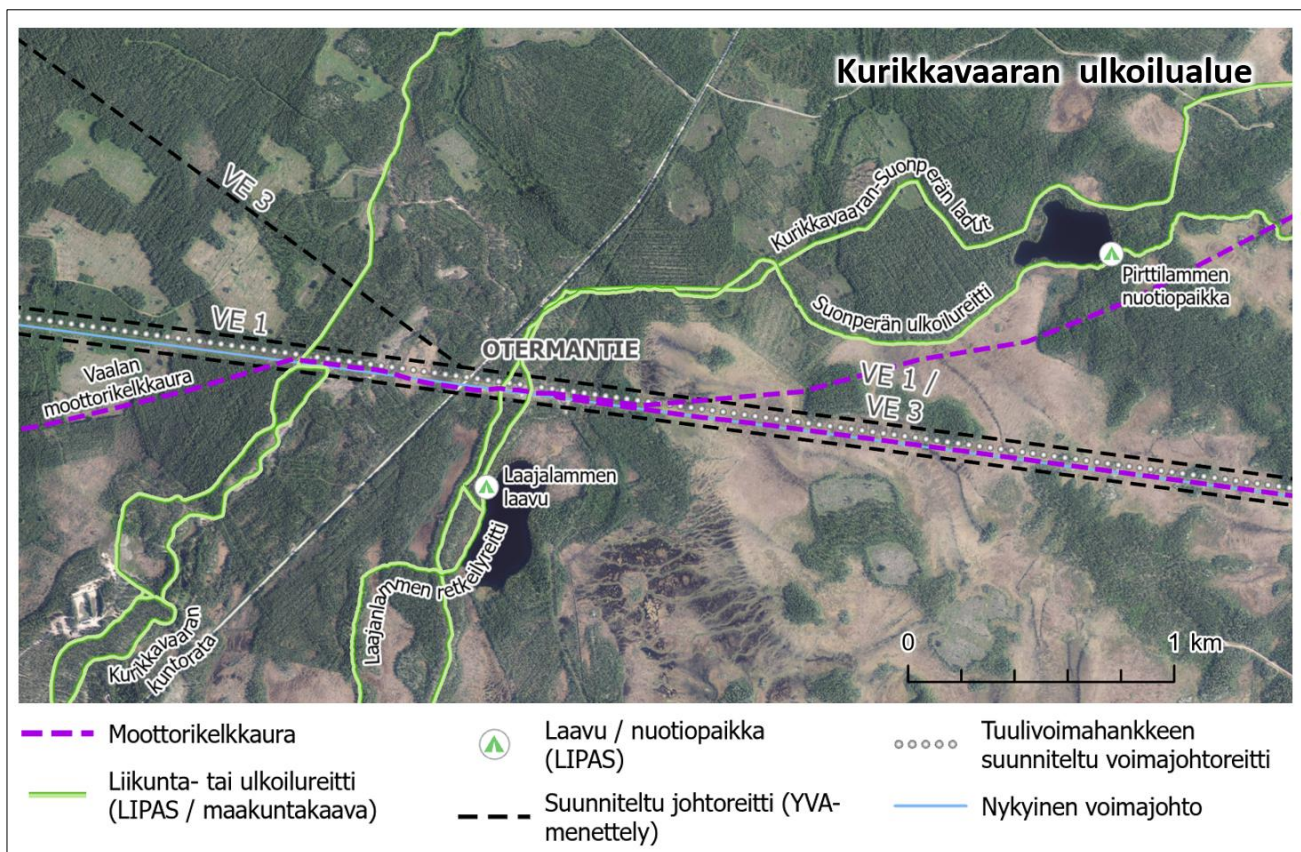 Kurikkavaaran ulkoilualue
VE 3
Kurikkavaaran-Suonperän ladut
Pirttilammen
nuotiopaikka
Suonperän ulkoilureitti
VE 1
OTERMANTIE
Vaalan
moottorikelkkaura
VE 1 /
VE 3
Laajalammen
laavu
Laajanlammen retkeilyreitti
Kurikkavaaran
kuntorata
0 1 km
Moottorikelkkaura
Liikunta- tai ulkoilureitti
(LIPAS / maakuntakaava)
Laavu / nuotiopaikka
(LIPAS)
Suunniteltu johtoreitti (YVA-
menettely)
Tuulivoimahankkeen
suunniteltu voimajohtoreitti
Nykyinen voimajohto